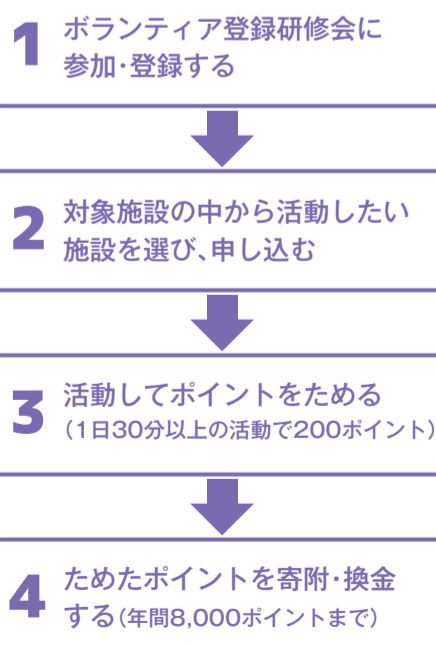 1 ボランティア登録研修会に
参加・登録する
2 対象施設の中から活動したい
施設を選び、申し込む
3 活動してポイントをためる
（1日30分以上の活動で200ポイント）
4 ためたポイントを寄附・換金
する（年間8,000ポイントまで）